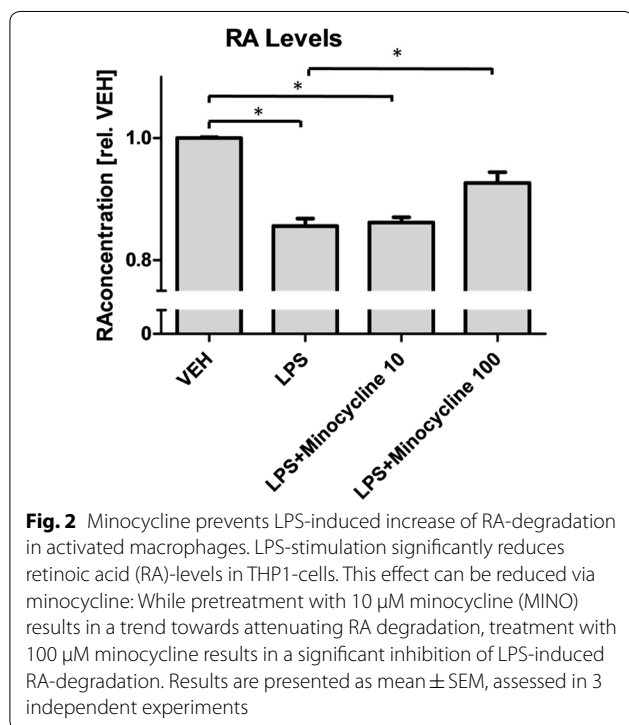 RA Levels
*
*
*
RAconcentration [rel. VEH]
1.0
0.8
0
VEH
LPS
LPS+Minocycline 10
LPS+Minocycline 100
Fig. 2 Minocycline prevents LPS-induced increase of RA-degradation
in activated macrophages. LPS-stimulation significantly reduces
retinoic acid (RA)-levels in THP1-cells. This effect can be reduced via
minocycline: While pretreatment with 10 µM minocycline (MINO)
results in a trend towards attenuating RA degradation, treatment with
100 µM minocycline results in a significant inhibition of LPS-induced
RA-degradation. Results are presented as mean ± SEM, assessed in 3
independent experiments